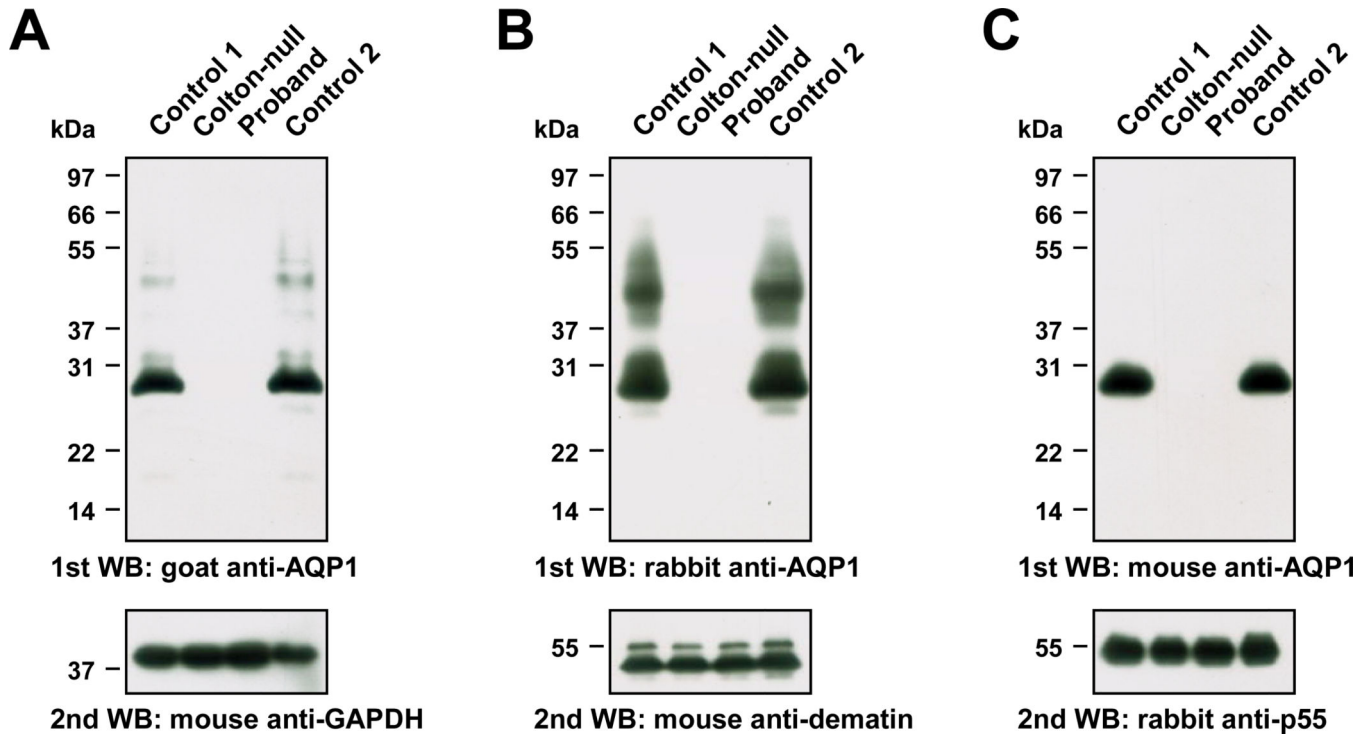 A
Control 1
Colton-null
Proband
Control 2
kDa
97
66
55
37
31
22
14
1st WB: goat anti-AQP1
37
2nd WB: mouse anti-GAPDH
B
Control 1
Colton-null
Proband
Control 2
kDa
97
66
55
37
31
22
14
1st WB: rabbit anti-AQP1
55
2nd WB: mouse anti-dematin
C
Control 1
Colton-null
Proband
Control 2
kDa
97
66
55
37
31
22
14
1st WB: mouse anti-AQP1
55
2nd WB: rabbit anti-p55